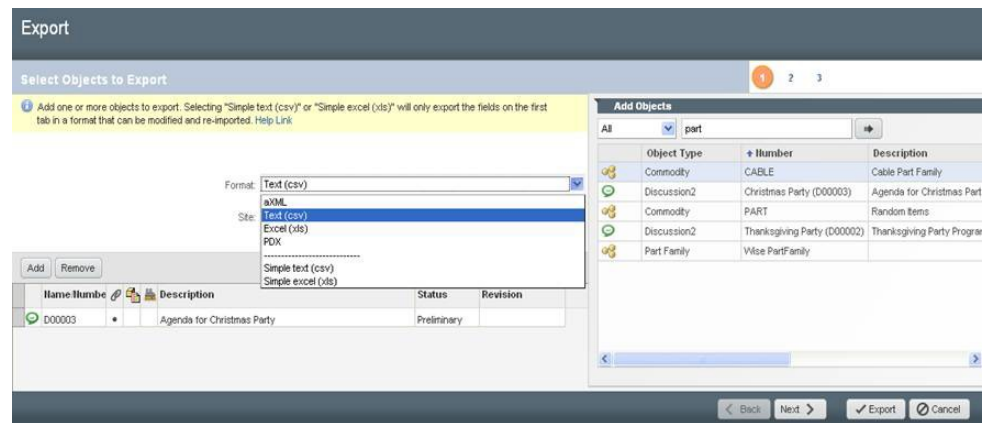 Export
Select Objects to Export
1 2 3
Add one or more objects to export. Selecting "Simple text (csv)" or "Simple excel (xls)" will only export the fields on the first
tab in a format that can be modified and re-imported. Help Link
Format: Text (csv)
aXML
Text (csv)
Excel (xls)
PDX
----------------------------
Simple text (csv)
Simple excel (xls)
Site:
Add Remove
Name/Numbe Description Status Revision
D00003 Agenda for Christmas Party Preliminary
Add Objects
All part
Object Type Number Description
Commodity CABLE Cable Part Family
Discussion2 Christmas Party (D00003) Agenda for Christmas Part
Commodity PART Random Items
Discussion2 Thanksgiving Party (D00002) Thanksgiving Party Program
Part Family Wise PartFamily
Back Next Export Cancel